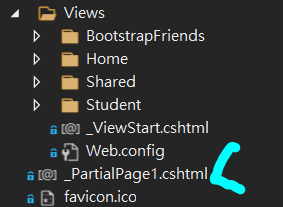 Views
BootstrapFriends
Home
Shared
Student
_ViewStart.cshtml
Web.config
_PartialPage1.cshtml
favicon.ico